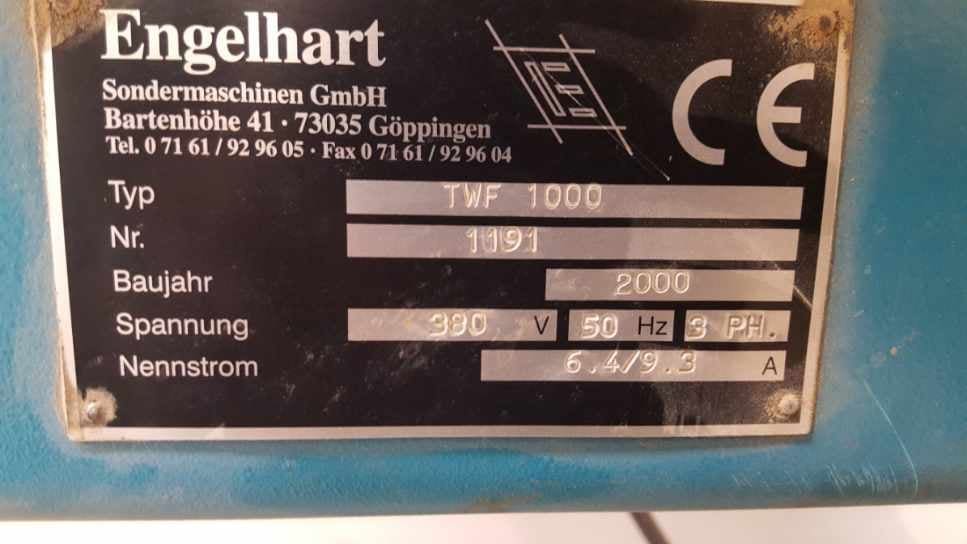 Engelhart
Sondermaschinen GmbH
Bartenhöhe 41 · 73035 Göppingen
Tel. 0 71 61 / 92 96 05 · Fax 0 71 61 / 92 96 04
CE
Typ TWF 1000
Nr. 1191
Baujahr 2000
Spannung 380 V 50 Hz 3 PH.
Nennstrom 6.4/9.3 A